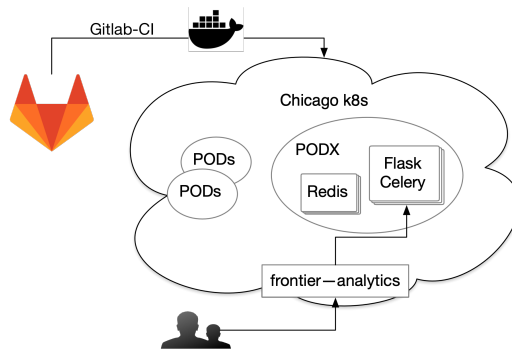 Gitlab-CI
Chicago k8s
PODs
PODs
PODX
Redis
Flask
Celery
frontier—analytics